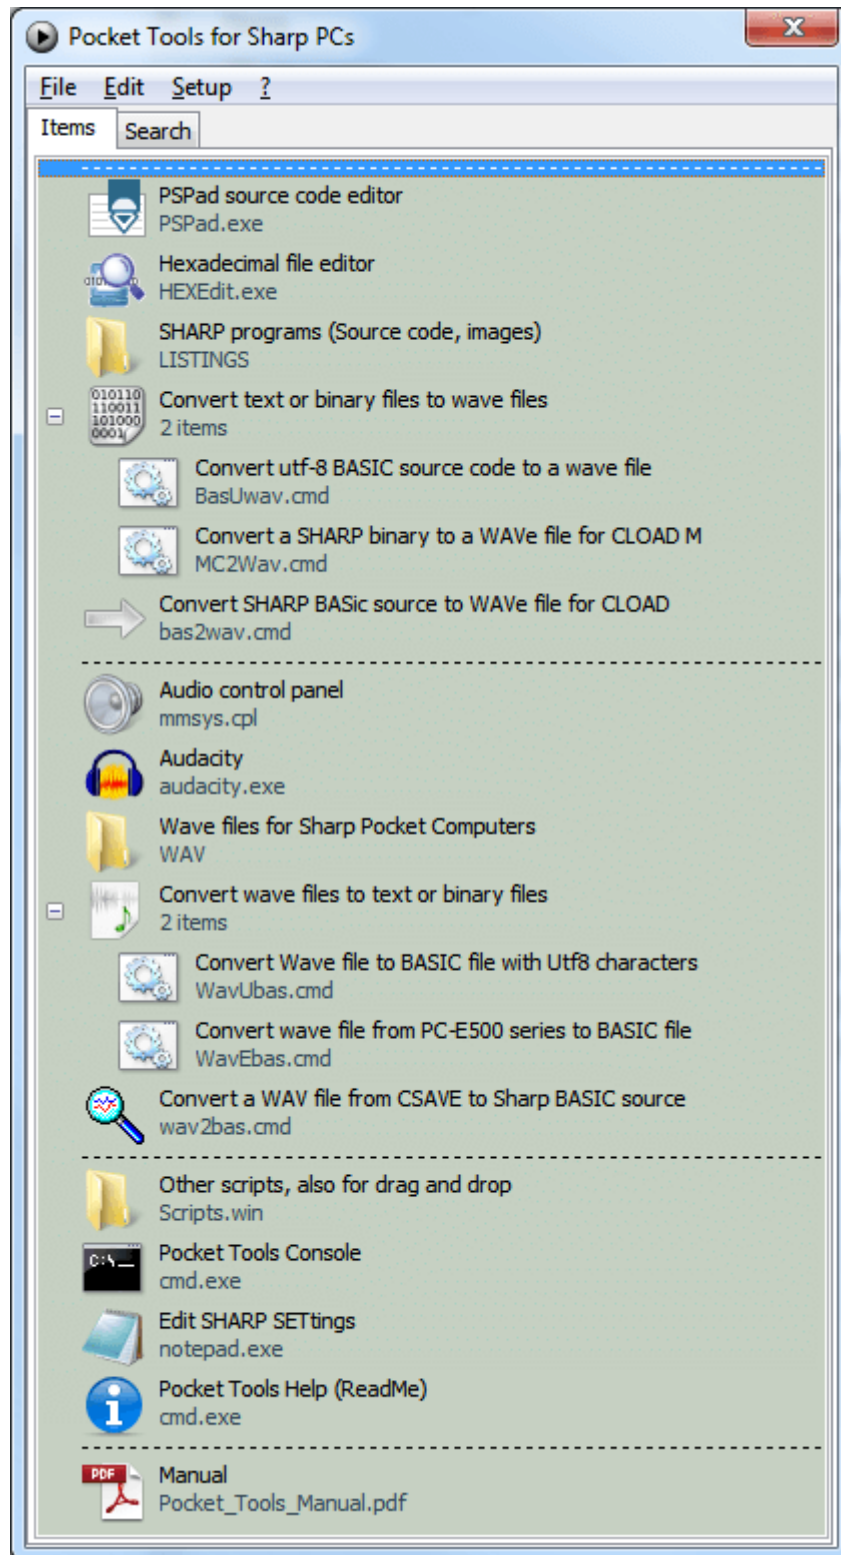 Pocket Tools for Sharp PCs
File Edit Setup ?
Items Search
PSPad source code editor
PSPad.exe
Hexadecimal file editor
HEXEdit.exe
SHARP programs (Source code, images)
LISTINGS
010110
110011
101000
0001
Convert text or binary files to wave files
2 items
Convert utf-8 BASIC source code to a wave file
BasUwav.cmd
Convert a SHARP binary to a WAVe file for CLOAD M
MC2Wav.cmd
Convert SHARP BASic source to WAVe file for CLOAD
bas2wav.cmd
Audio control panel
mmsys.cpl
Audacity
audacity.exe
Wave files for Sharp Pocket Computers
WAV
Convert wave files to text or binary files
2 items
Convert Wave file to BASIC file with Utf8 characters
WavUbas.cmd
Convert wave file from PC-E500 series to BASIC file
WavEbas.cmd
Convert a WAV file from CSAVE to Sharp BASIC source
wav2bas.cmd
Other scripts, also for drag and drop
Scripts.win
C:\_
Pocket Tools Console
cmd.exe
Edit SHARP SETtings
notepad.exe
Pocket Tools Help (ReadMe)
cmd.exe
PDF
Manual
Pocket_Tools_Manual.pdf